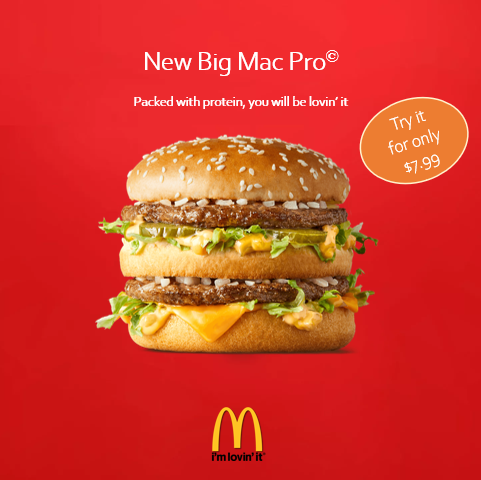 New Big Mac Pro©
Packed with protein, you will be lovin' it
Try it
for only
$7.99
i'm lovin' it